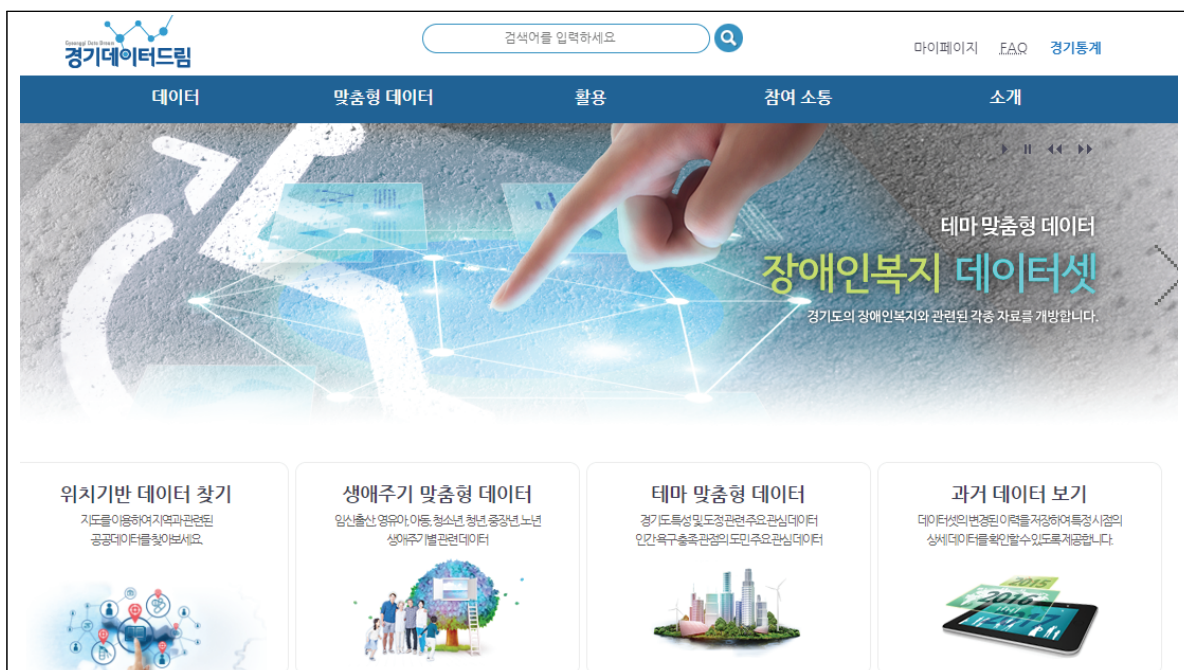 Gyeonggi Data Dream
경기데이터드림
검색어를 입력하세요
마이페이지 FAQ 경기통계
데이터 맞춤형 데이터 활용 참여 소통 소개
테마 맞춤형 데이터
장애인복지 데이터셋
경기도의 장애인복지와 관련된 각종 자료를 개방합니다.
위치기반 데이터 찾기
지도를 이용하여 지역과 관련된
공공데이터를 찾아보세요.
생애주기 맞춤형 데이터
임신출산, 영유아, 아동, 청소년, 청년, 중장년, 노년
생애주기별 관련 데이터
테마 맞춤형 데이터
경기도 특성 및 도정 관련 주요 관심 데이터
인간 욕구 충족 관점의 도민 주요 관심 데이터
과거 데이터 보기
데이터셋의 변경된 이력을 저장하여 특정 시점의
상세 데이터를 확인할 수 있도록 제공합니다.
2015
2016